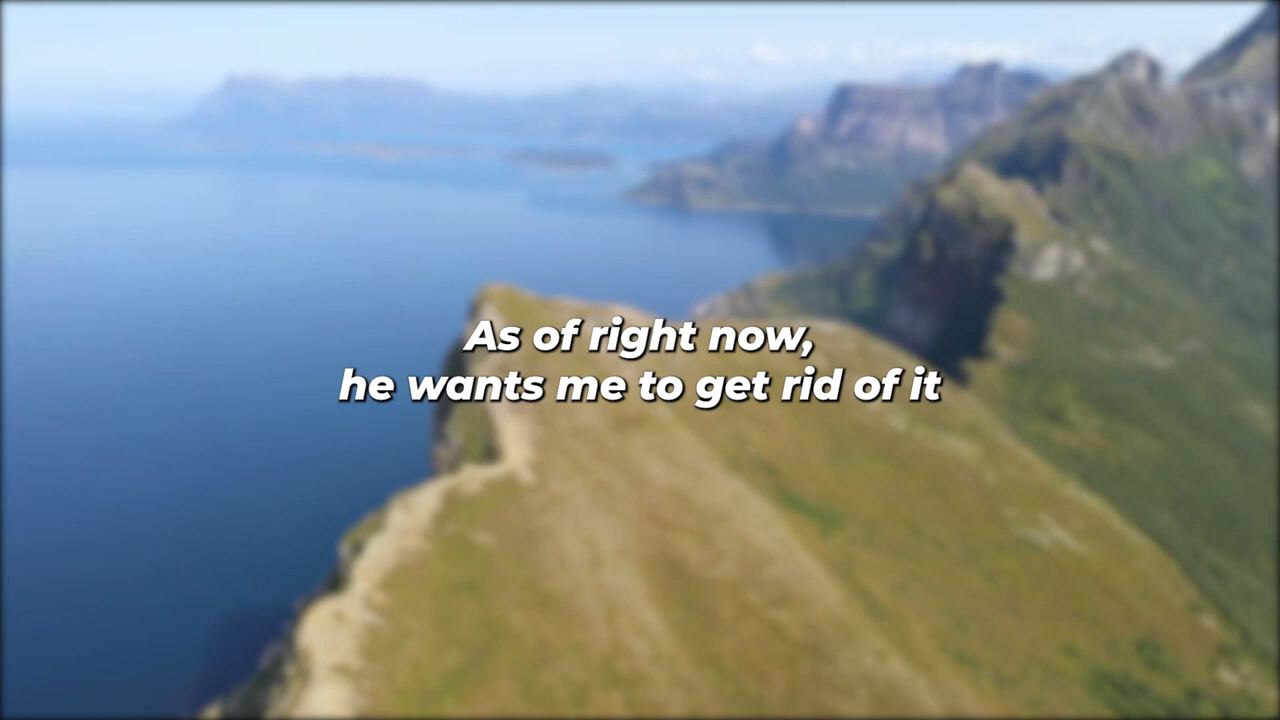 As of right now,
he wants me to get rid of it